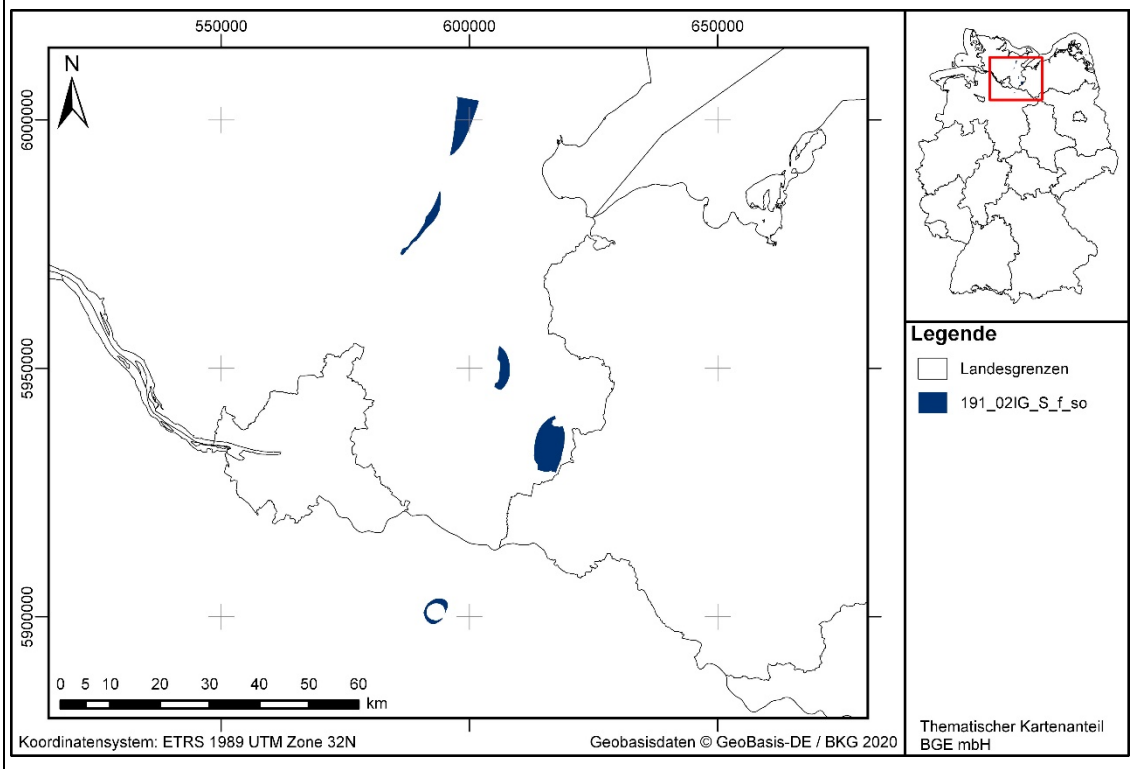 550000 600000 650000
N
6000000
5950000
5900000
0 5 10 20 30 40 50 60
km
Koordinatensystem: ETRS 1989 UTM Zone 32N
Geobasisdaten © GeoBasis-DE / BKG 2020
Legende
Landesgrenzen
191_02IG_S_f_so
Thematischer Kartenanteil
BGE mbH